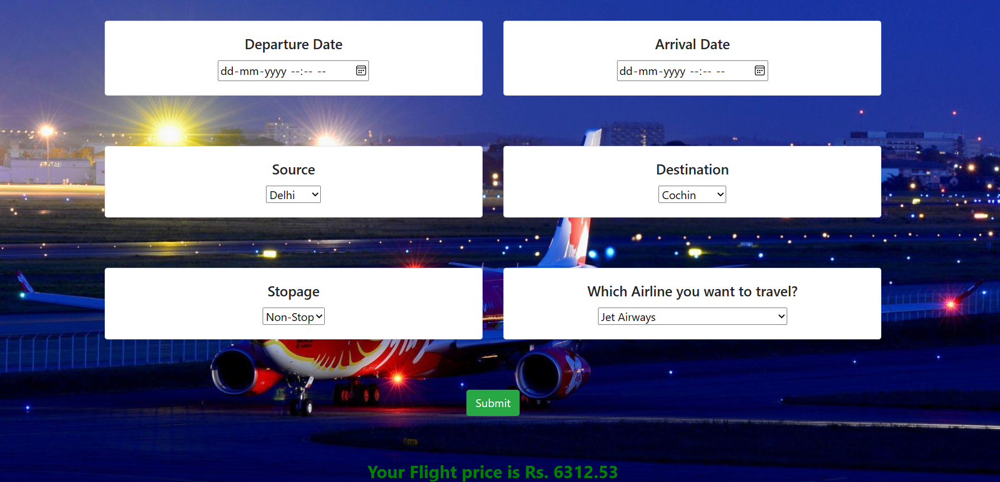 Departure Date
Arrival Date
dd-mm-yyyy --:-- --
dd-mm-yyyy --:-- --
Source
Destination
Delhi
Cochin
Stopage
Which Airline you want to travel?
Non-Stop
Jet Airways
Submit
Your Flight price is Rs. 6312.53